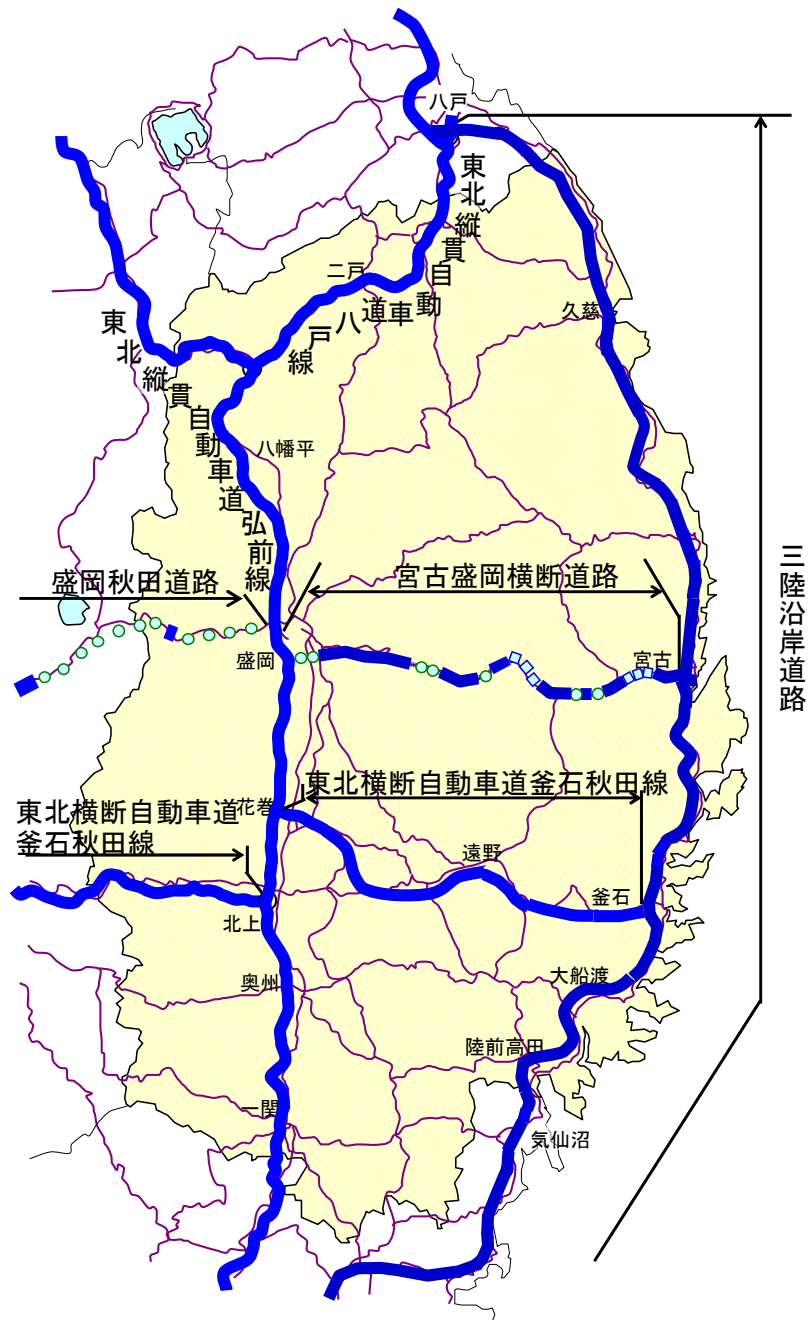 八戸
東北縦貫自動車道八戸線
二戸
久慈
東北縦貫自動車道弘前線
八幡平
盛岡秋田道路
宮古盛岡横断道路
三陸沿岸道路
盛岡
宮古
東北横断自動車道釜石秋田線
花巻
東北横断自動車道
釜石秋田線
遠野
釜石
北上
大船渡
奥州
陸前高田
一関
気仙沼